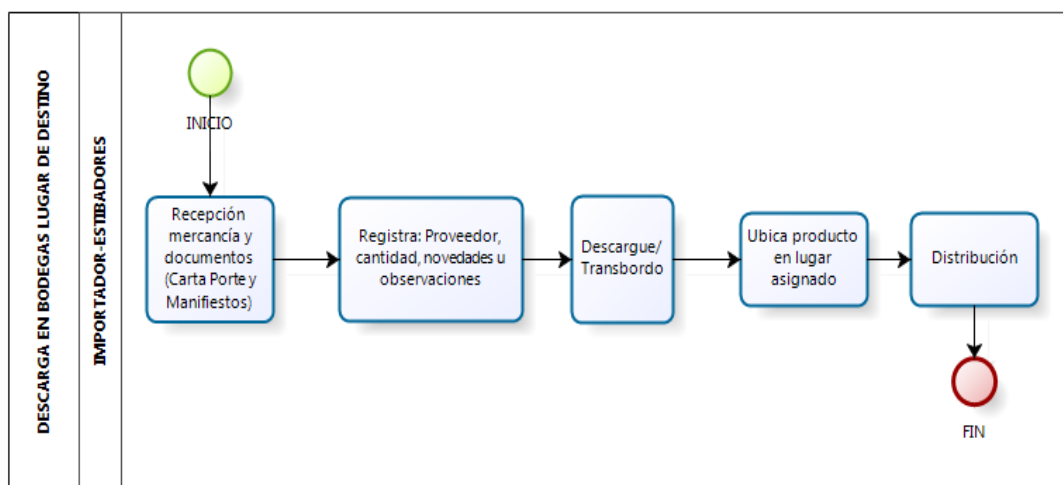 DESCARGA EN BODEGAS LUGAR DE DESTINO
IMPORTADOR-ESTIBADORES
INICIO
Recepción
mercancía y
documentos
(Carta Porte y
Manifiestos)
Registra: Proveedor,
cantidad, novedades u
observaciones
Descargue/
Transbordo
Ubica producto
en lugar
asignado
Distribución
FIN